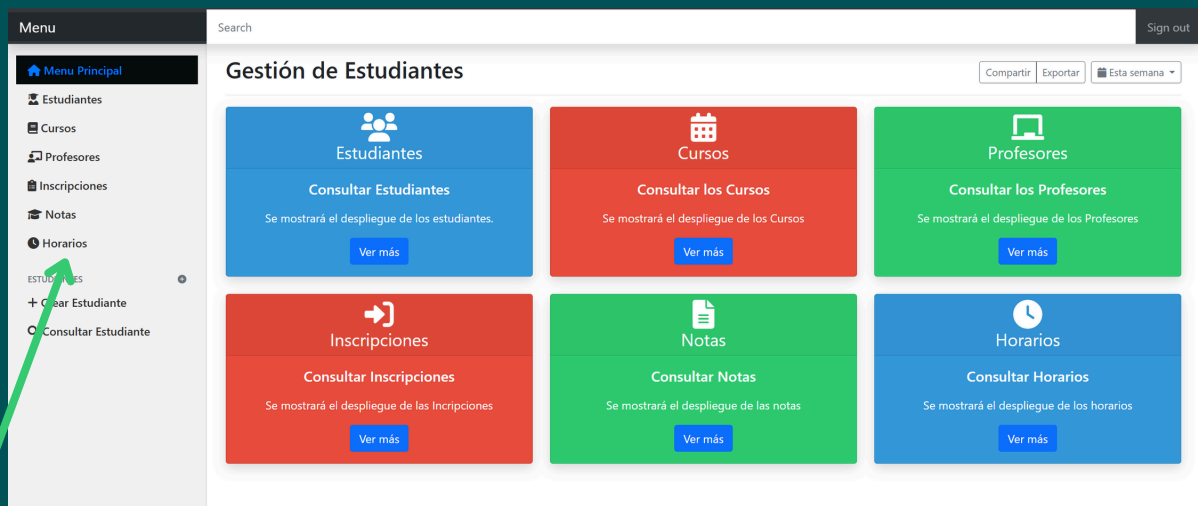 Menu
Search
Sign out
Menu Principal
Estudiantes
Cursos
Profesores
Inscripciones
Notas
Horarios
Crear Estudiante
Consultar Estudiante
Gestión de Estudiantes
Compartir
Exportar
Esta semana
Estudiantes
Consultar Estudiantes
Se mostrará el despliegue de los estudiantes.
Ver más
Cursos
Consultar los Cursos
Se mostrará el despliegue de los Cursos
Ver más
Profesores
Consultar los Profesores
Se mostrará el despliegue de los Profesores
Ver más
Inscripciones
Consultar Inscripciones
Se mostrará el despliegue de las Incripciones
Ver más
Notas
Consultar Notas
Se mostrará el despliegue de las notas
Ver más
Horarios
Consultar Horarios
Se mostrará el despliegue de los horarios
Ver más